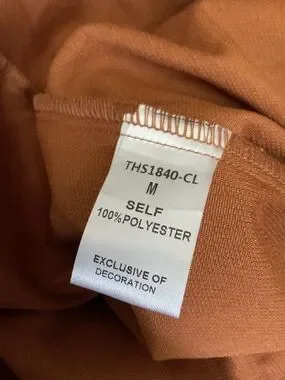 THS1840-CL
M
SELF
100%POLYESTER
EXCLUSIVE OF
DECORATION